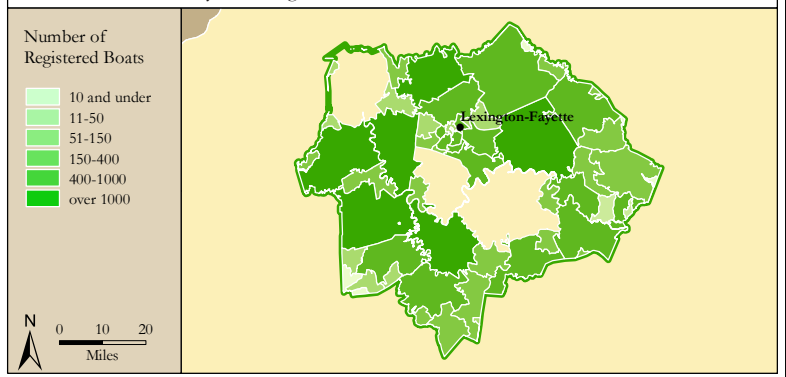 Number of
Registered Boats
10 and under
11-50
51-150
150-400
400-1000
over 1000
Lexington-Fayette
N
0 10 20
Miles